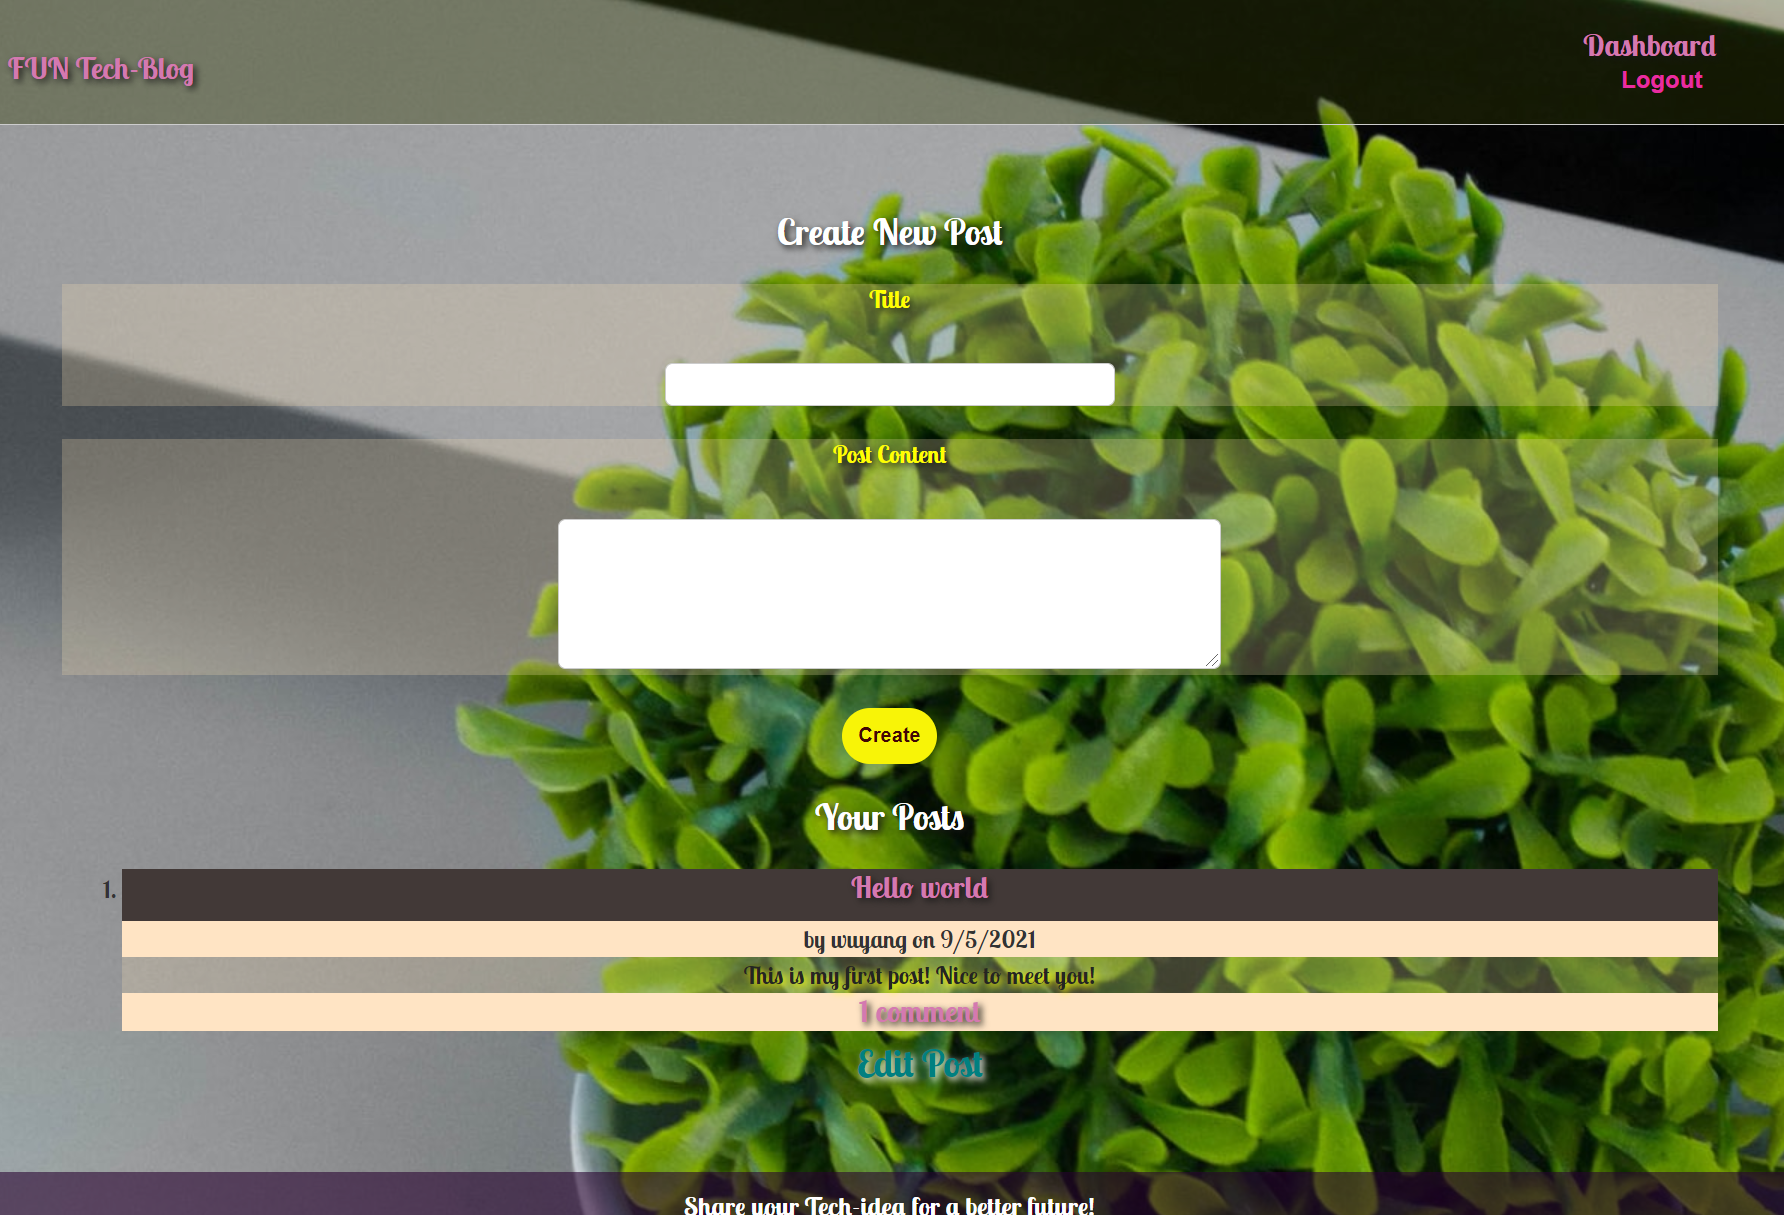 FUN Tech-Blog
Dashboard
Logout
Create New Post
Title
Post Content
Create
Your Posts
1. Hello world
by wuyang on 9/5/2021
This is my first post! Nice to meet you!
1 comment
Edit Post
Share your Tech-idea for a better future!